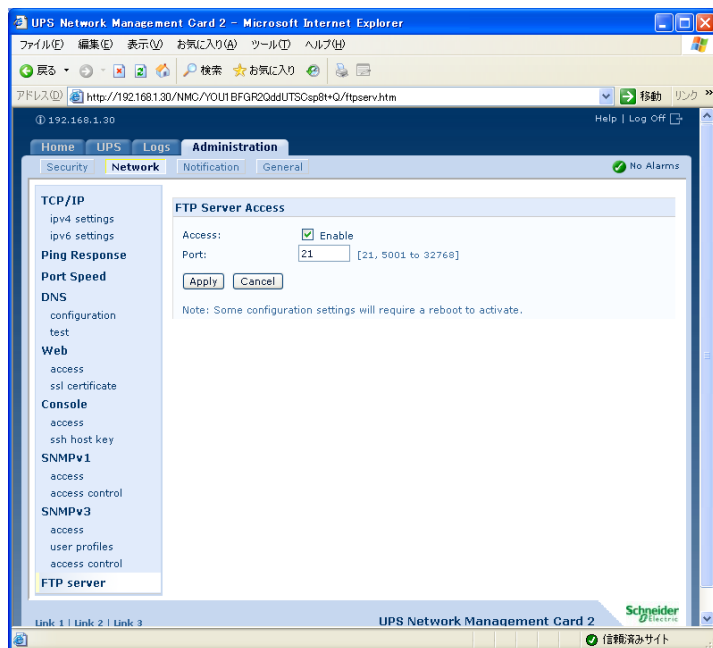 UPS Network Management Card 2 - Microsoft Internet Explorer
ファイル(F) 編集(E) 表示(V) お気に入り(A) ツール(T) ヘルプ(H)
戻る 検索 お気に入り
アドレス(D) http://192.168.1.30/NMC/YOU1BFGR2QddUTSCsp8t+Q/ftpserv.htm 移動 リンク »
192.168.1.30 Help | Log Off
Home UPS Logs Administration
Security Network Notification General No Alarms
TCP/IP
ipv4 settings
ipv6 settings
Ping Response
Port Speed
DNS
configuration
test
Web
access
ssl certificate
Console
access
ssh host key
SNMPv1
access
access control
SNMPv3
access
user profiles
access control
FTP server
FTP Server Access
Access: Enable
Port: 21 [21, 5001 to 32768]
Apply Cancel
Note: Some configuration settings will require a reboot to activate.
Link 1 | Link 2 | Link 3 UPS Network Management Card 2 Schneider Electric
信頼済みサイト